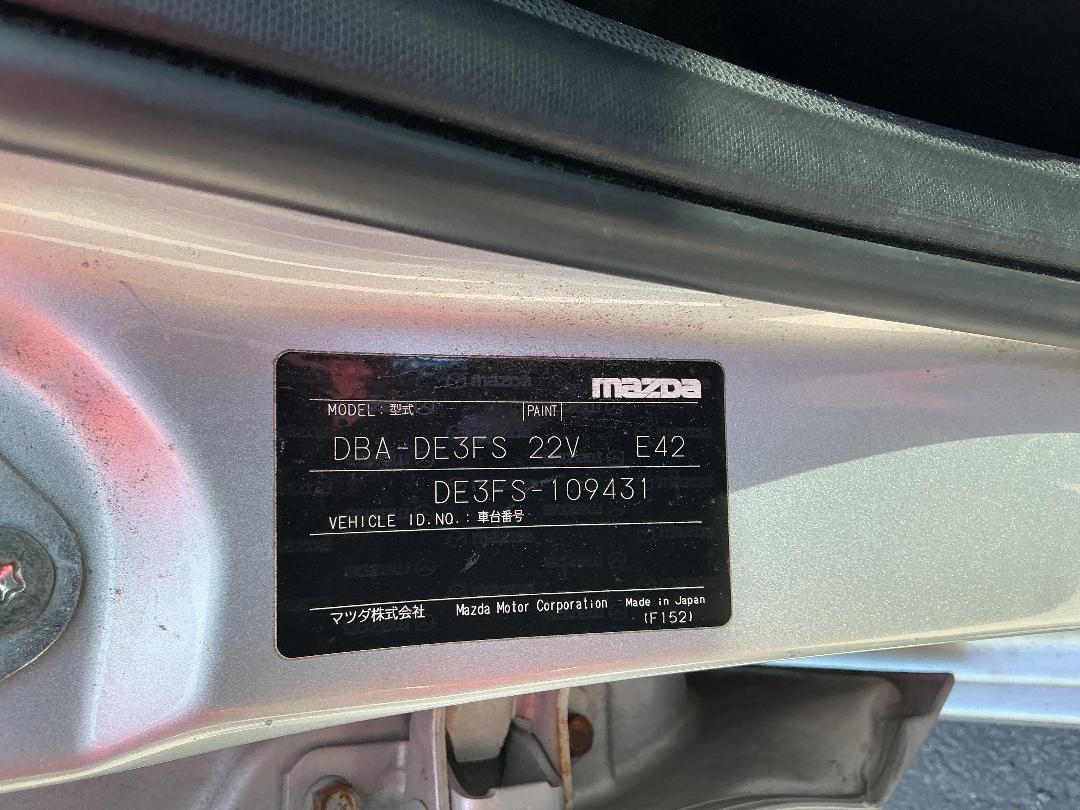 mazda
MODEL : 型式 PAINT
DBA-DE3FS 22V E42
DE3FS-109431
VEHICLE ID.NO. : 車台番号
マツダ株式会社 Mazda Motor Corporation Made in Japan
(F152)